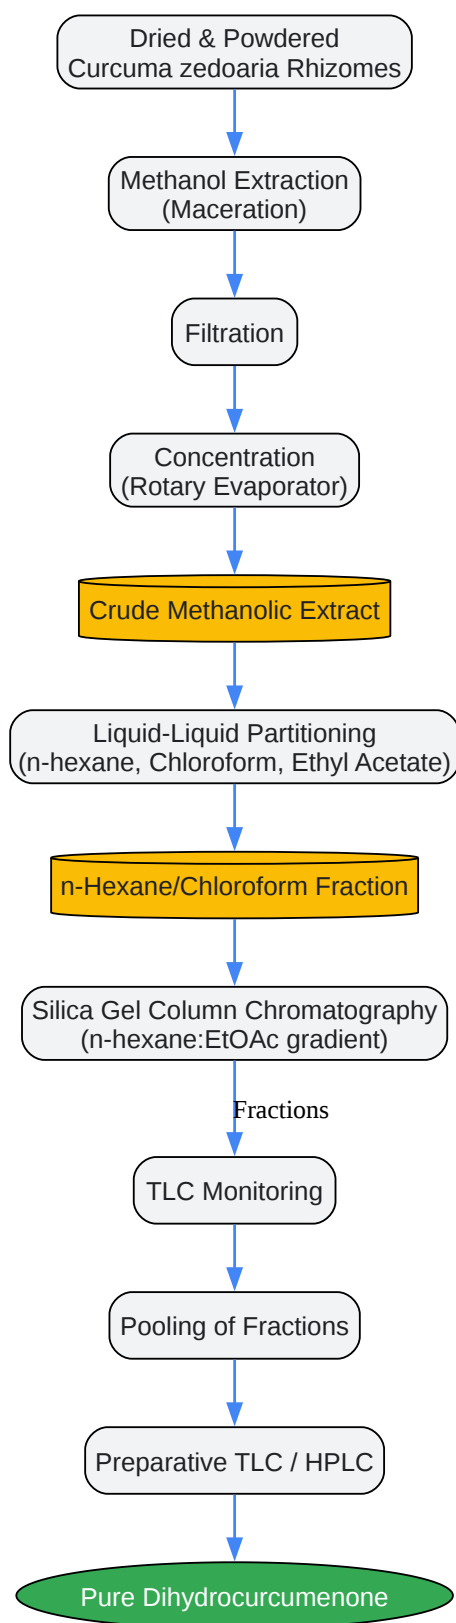 Dried & Powdered
Curcuma zedoaria Rhizomes
Methanol Extraction
(Maceration)
Filtration
Concentration
(Rotary Evaporator)
Crude Methanolic Extract
Liquid-Liquid Partitioning
(n-hexane, Chloroform, Ethyl Acetate)
n-Hexane/Chloroform Fraction
Silica Gel Column Chromatography
(n-hexane:EtOAc gradient)
Fractions
TLC Monitoring
Pooling of Fractions
Preparative TLC / HPLC
Pure Dihydrocurcumenone